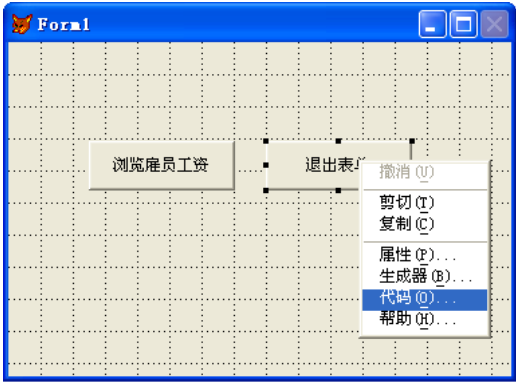 Form1
浏览雇员工资
退出表单
撤消(U)
剪切(T)
复制(C)
属性(P)...
生成器(B)...
代码(O)...
帮助(H)...